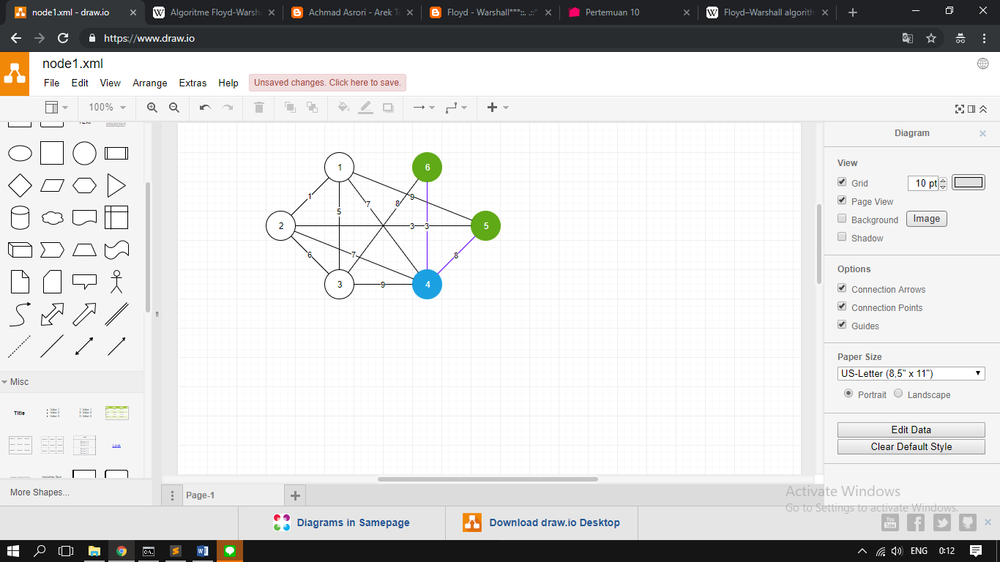 node1.xml - draw.io
Algoritme Floyd-Warsha
Achmad Asrori - Arek T
Floyd - Warshall***::. .::*
Pertemuan 10
Floyd–Warshall algorith
https://www.draw.io
node1.xml
File Edit View Arrange Extras Help Unsaved changes. Click here to save.
100%
Diagram
View
Grid 10 pt
Page View
Background Image
Shadow
Options
Connection Arrows
Connection Points
Guides
Paper Size
US-Letter (8,5" x 11")
Portrait Landscape
Edit Data
Clear Default Style
1 6
1 9
7 8
5
2 3 3 5
6 7 8
3 9 4
Misc
Title
Link
More Shapes...
Page-1
Activate Windows
Go to Settings to activate Windows.
Diagrams in Samepage
Download draw.io Desktop
You
Tube
ENG 0:12